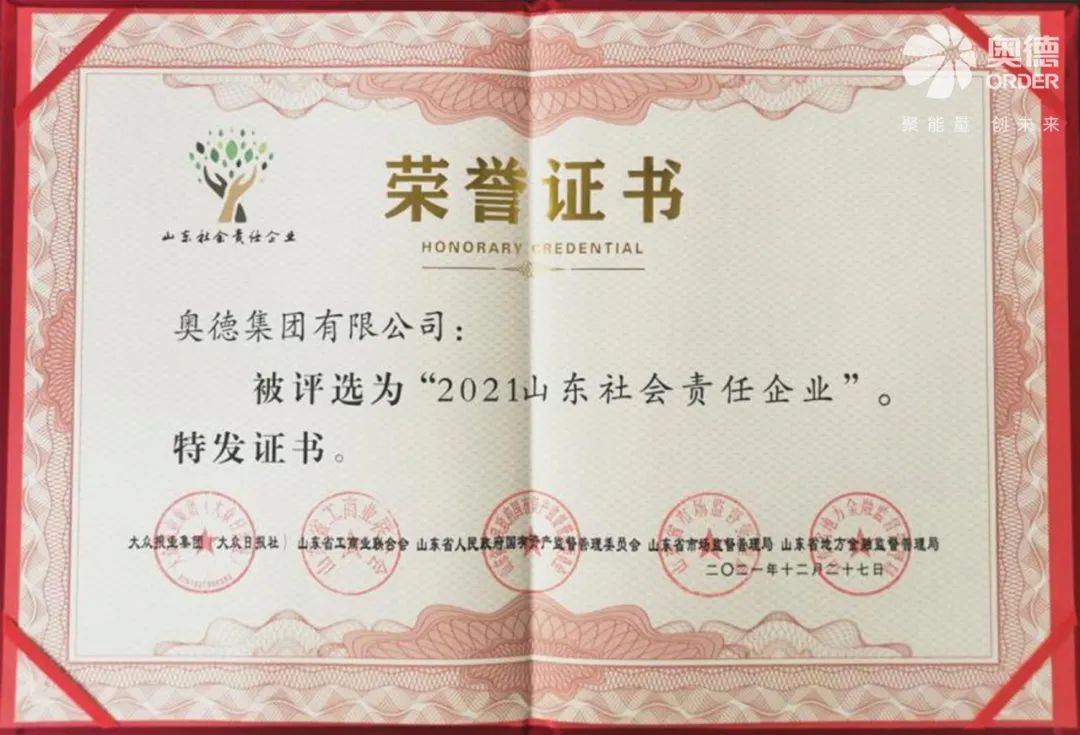 奥德
ORDER
聚能量 创未来
山东社会责任企业
荣誉证书
HONORARY CREDENTIAL
奥德集团有限公司：
被评选为“2021山东社会责任企业”。
特发证书。
大众报业集团（大众日报社） 山东省工商业联合会 山东省人民政府国有资产监督管理委员会 山东省市场监督管理局 山东省地方金融监督管理局
二〇二一年十二月二十七日